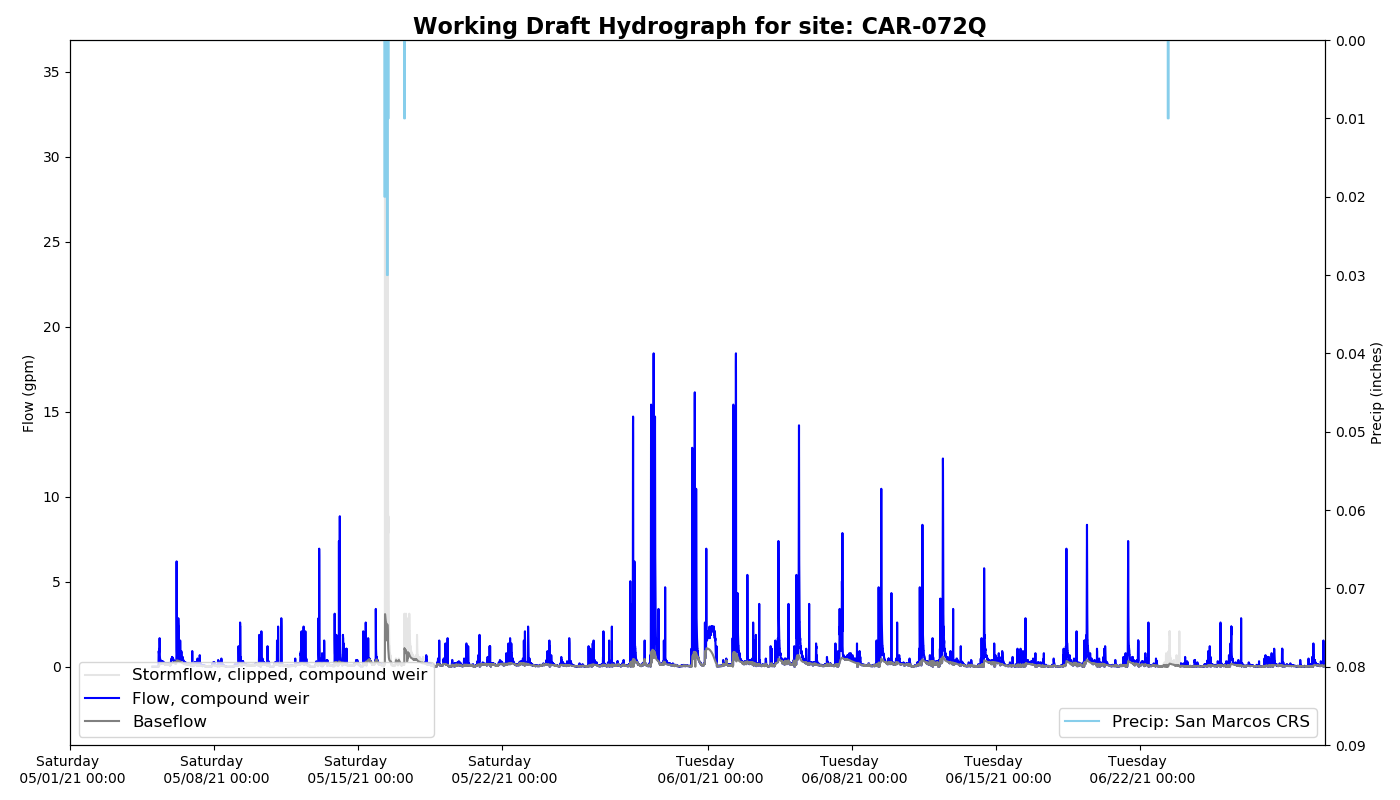 Working Draft Hydrograph for site: CAR-072Q
Flow (gpm)
35
30
25
20
15
10
5
0
0.00
0.01
0.02
0.03
0.04
0.05
0.06
0.07
0.08
0.09
Precip (inches)
Stormflow, clipped, compound weir
Flow, compound weir
Baseflow
Precip: San Marcos CRS
Saturday
05/01/21 00:00
Saturday
05/08/21 00:00
Saturday
05/15/21 00:00
Saturday
05/22/21 00:00
Tuesday
06/01/21 00:00
Tuesday
06/08/21 00:00
Tuesday
06/15/21 00:00
Tuesday
06/22/21 00:00